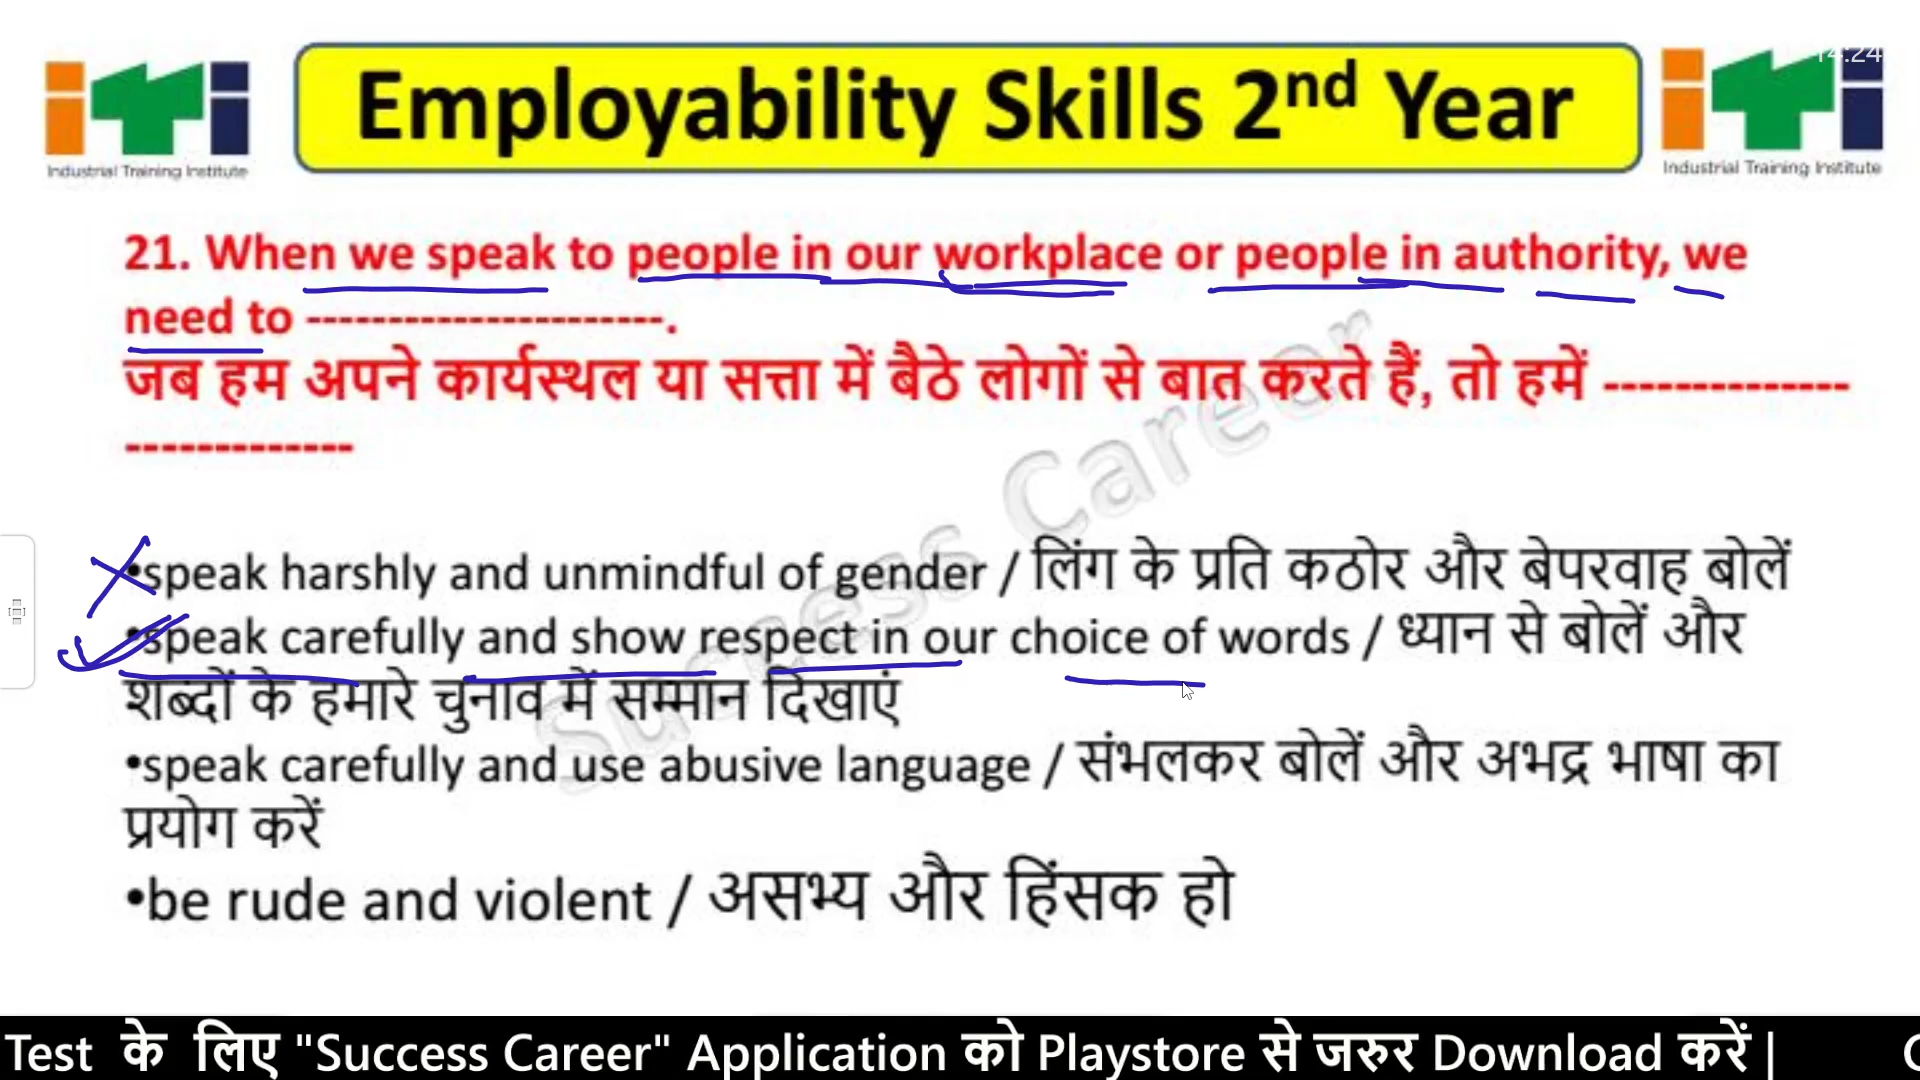 14:24
Employability Skills 2nd Year
Industrial Training Institute
Industrial Training Institute
21. When we speak to people in our workplace or people in authority, we
need to ----------------------.
जब हम अपने कार्यस्थल या सत्ता में बैठे लोगों से बात करते हैं, तो हमें --------------
-------------
•speak harshly and unmindful of gender / लिंग के प्रति कठोर और बेपरवाह बोलें
•speak carefully and show respect in our choice of words / ध्यान से बोलें और
शब्दों के हमारे चुनाव में सम्मान दिखाएं
•speak carefully and use abusive language / संभलकर बोलें और अभद्र भाषा का
प्रयोग करें
•be rude and violent / असभ्य और हिंसक हो
Success Career
Test के लिए "Success Career" Application को Playstore से जरुर Download करें |